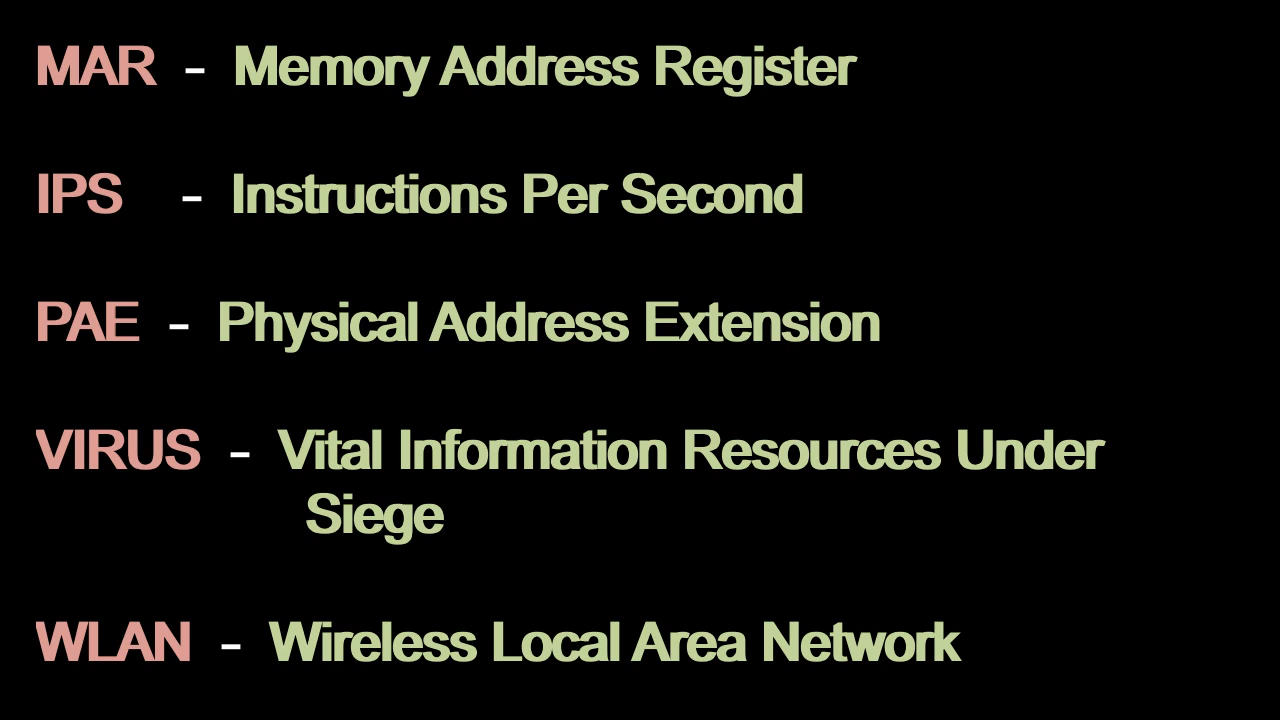 MAR - Memory Address Register
IPS - Instructions Per Second
PAE - Physical Address Extension
VIRUS - Vital Information Resources Under
Siege
WLAN - Wireless Local Area Network